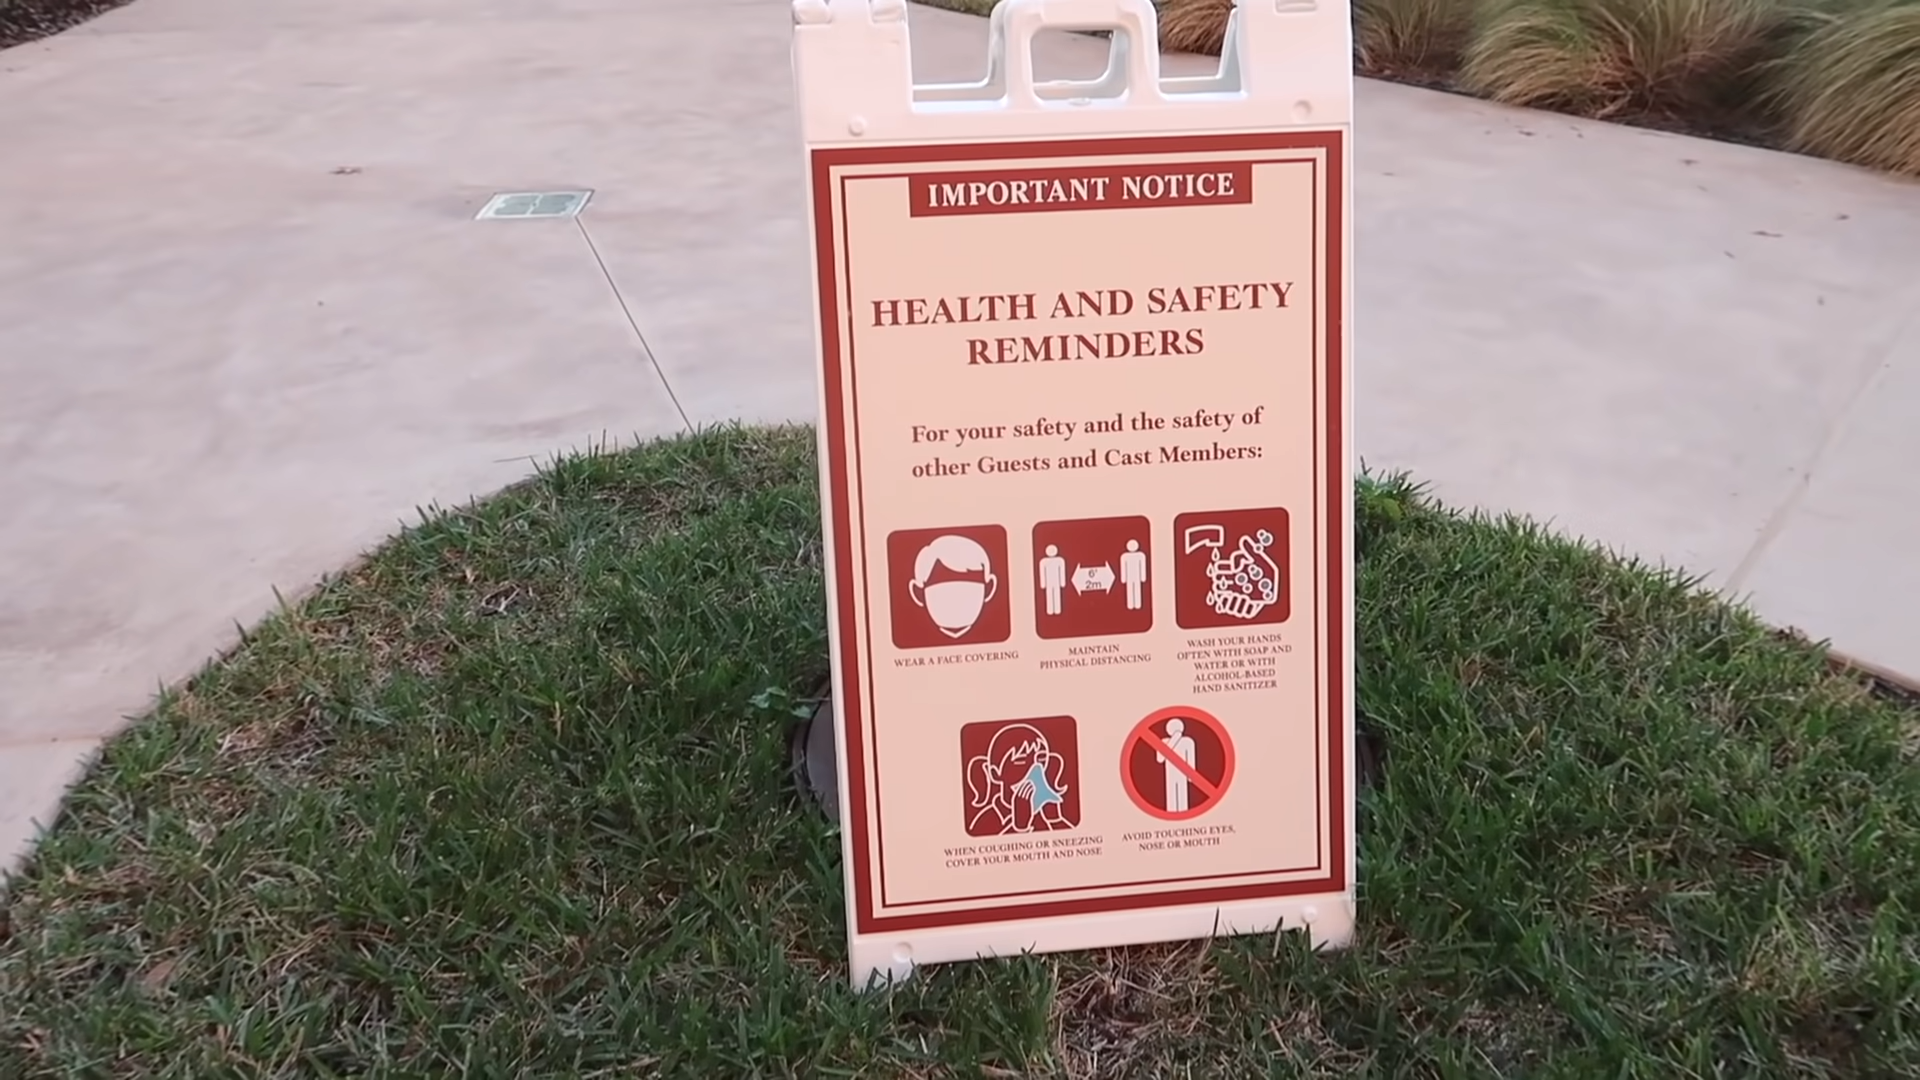 IMPORTANT NOTICE
HEALTH AND SAFETY
REMINDERS
For your safety and the safety of
other Guests and Cast Members:
6'
2m
WEAR A FACE COVERING
MAINTAIN
PHYSICAL DISTANCING
WASH YOUR HANDS
OFTEN WITH SOAP AND
WATER OR WITH
ALCOHOL-BASED
HAND SANITIZER
WHEN COUGHING OR SNEEZING
COVER YOUR MOUTH AND NOSE
AVOID TOUCHING EYES,
NOSE OR MOUTH